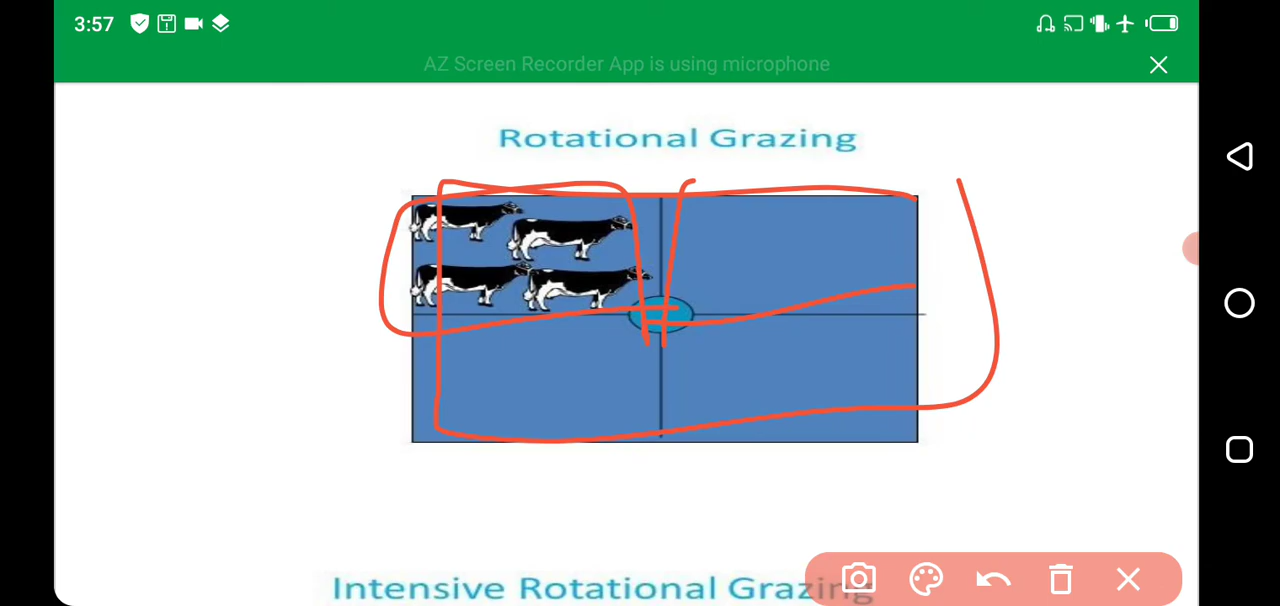 3:57
AZ Screen Recorder App is using microphone
Rotational Grazing
Intensive Rotational Grazing